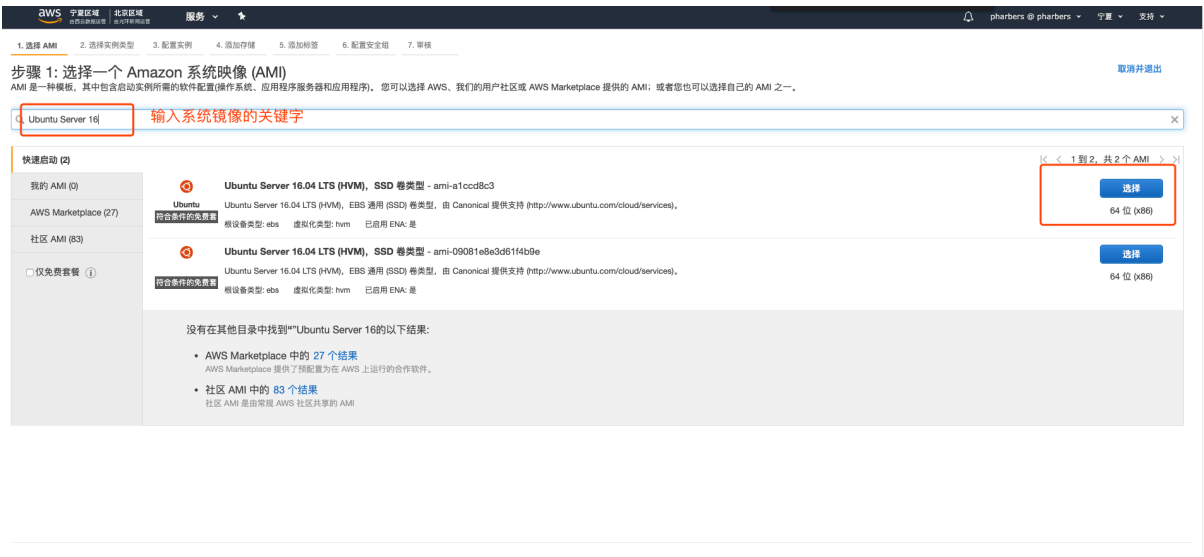 aws 宁夏区域 北京区域 服务 pharbers @ pharbers 宁夏 支持
由西云数据运营 由光环新网运营
1. 选择 AMI 2. 选择实例类型 3. 配置实例 4. 添加存储 5. 添加标签 6. 配置安全组 7. 审核
步骤 1: 选择一个 Amazon 系统映像 (AMI) 取消并退出
AMI 是一种模板，其中包含启动实例所需的软件配置(操作系统、应用程序服务器和应用程序)。您可以选择 AWS、我们的用户社区或 AWS Marketplace 提供的 AMI；或者您也可以选择自己的 AMI 之一。
Ubuntu Server 16 输入系统镜像的关键字
快速启动 (2) 1 到 2，共 2 个 AMI
我的 AMI (0)
AWS Marketplace (27)
社区 AMI (83)
仅免费套餐
Ubuntu Server 16.04 LTS (HVM)，SSD 卷类型 - ami-a1ccd8c3 选择
Ubuntu Ubuntu Server 16.04 LTS (HVM)，EBS 通用 (SSD) 卷类型，由 Canonical 提供支持 (http://www.ubuntu.com/cloud/services)。 64 位 (x86)
符合条件的免费套
根设备类型: ebs 虚拟化类型: hvm 已启用 ENA: 是
Ubuntu Server 16.04 LTS (HVM)，SSD 卷类型 - ami-09081e8e3d61f4b9e 选择
Ubuntu Server 16.04 LTS (HVM)，EBS 通用 (SSD) 卷类型，由 Canonical 提供支持 (http://www.ubuntu.com/cloud/services)。 64 位 (x86)
符合条件的免费套
根设备类型: ebs 虚拟化类型: hvm 已启用 ENA: 是
没有在其他目录中找到“"Ubuntu Server 16的以下结果:
• AWS Marketplace 中的 27 个结果
AWS Marketplace 提供了预配置为在 AWS 上运行的合作软件。
• 社区 AMI 中的 83 个结果
社区 AMI 是由常规 AWS 社区共享的 AMI